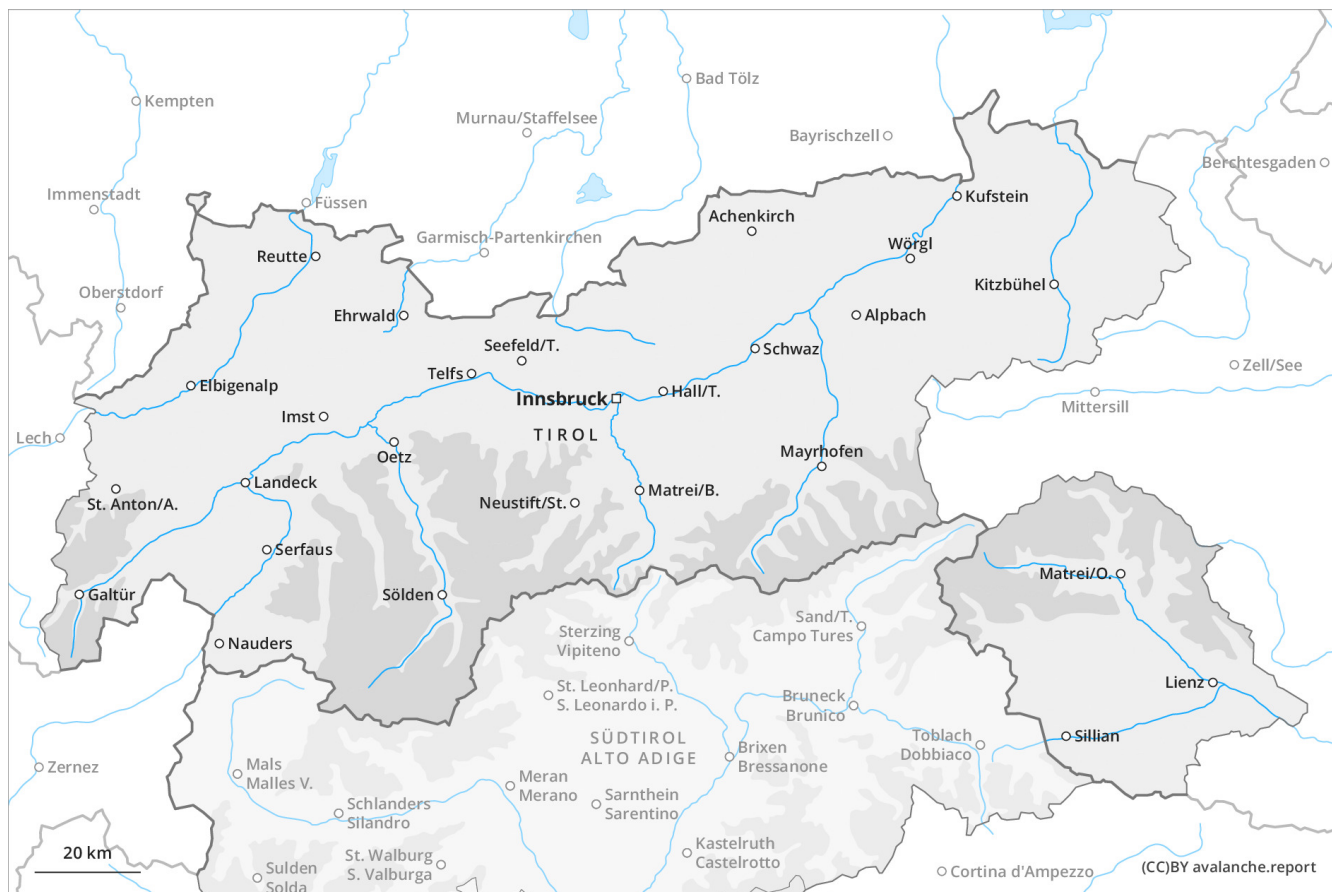 Bad Tölz
Kempten
Murnau/Staffelsee
Bayrischzell
Berchtesgaden
Immenstadt
Füssen
Kufstein
Achenkirch
Garmisch-Partenkirchen
Wörgl
Reutte
Kitzbühel
Oberstdorf
Ehrwald
Alpbach
Seefeld/T.
Schwaz
Zell/See
Telfs
Elbigenalp
Innsbruck
Hall/T.
Mittersill
Imst
Lech
TIROL
Oetz
Mayrhofen
Landeck
St. Anton/A.
Neustift/St.
Matrei/B.
Serfaus
Matrei/O.
Galtür
Sölden
Sand/T.
Campo Tures
Sterzing
Vipiteno
Nauders
Lienz
St. Leonhard/P.
S. Leonardo i. P.
Bruneck
Brunico
Sillian
SÜDTIROL
ALTO ADIGE
Toblach
Dobbiaco
Brixen
Bressanone
Zernez
Mals
Malles V.
Meran
Merano
Sarnthein
Sarentino
Schlanders
Silandro
Kastelruth
Castelrotto
20 km
St. Walburg
S. Valburga
Sulden
Solda
Cortina d'Ampezzo
(CC)BY avalanche.report